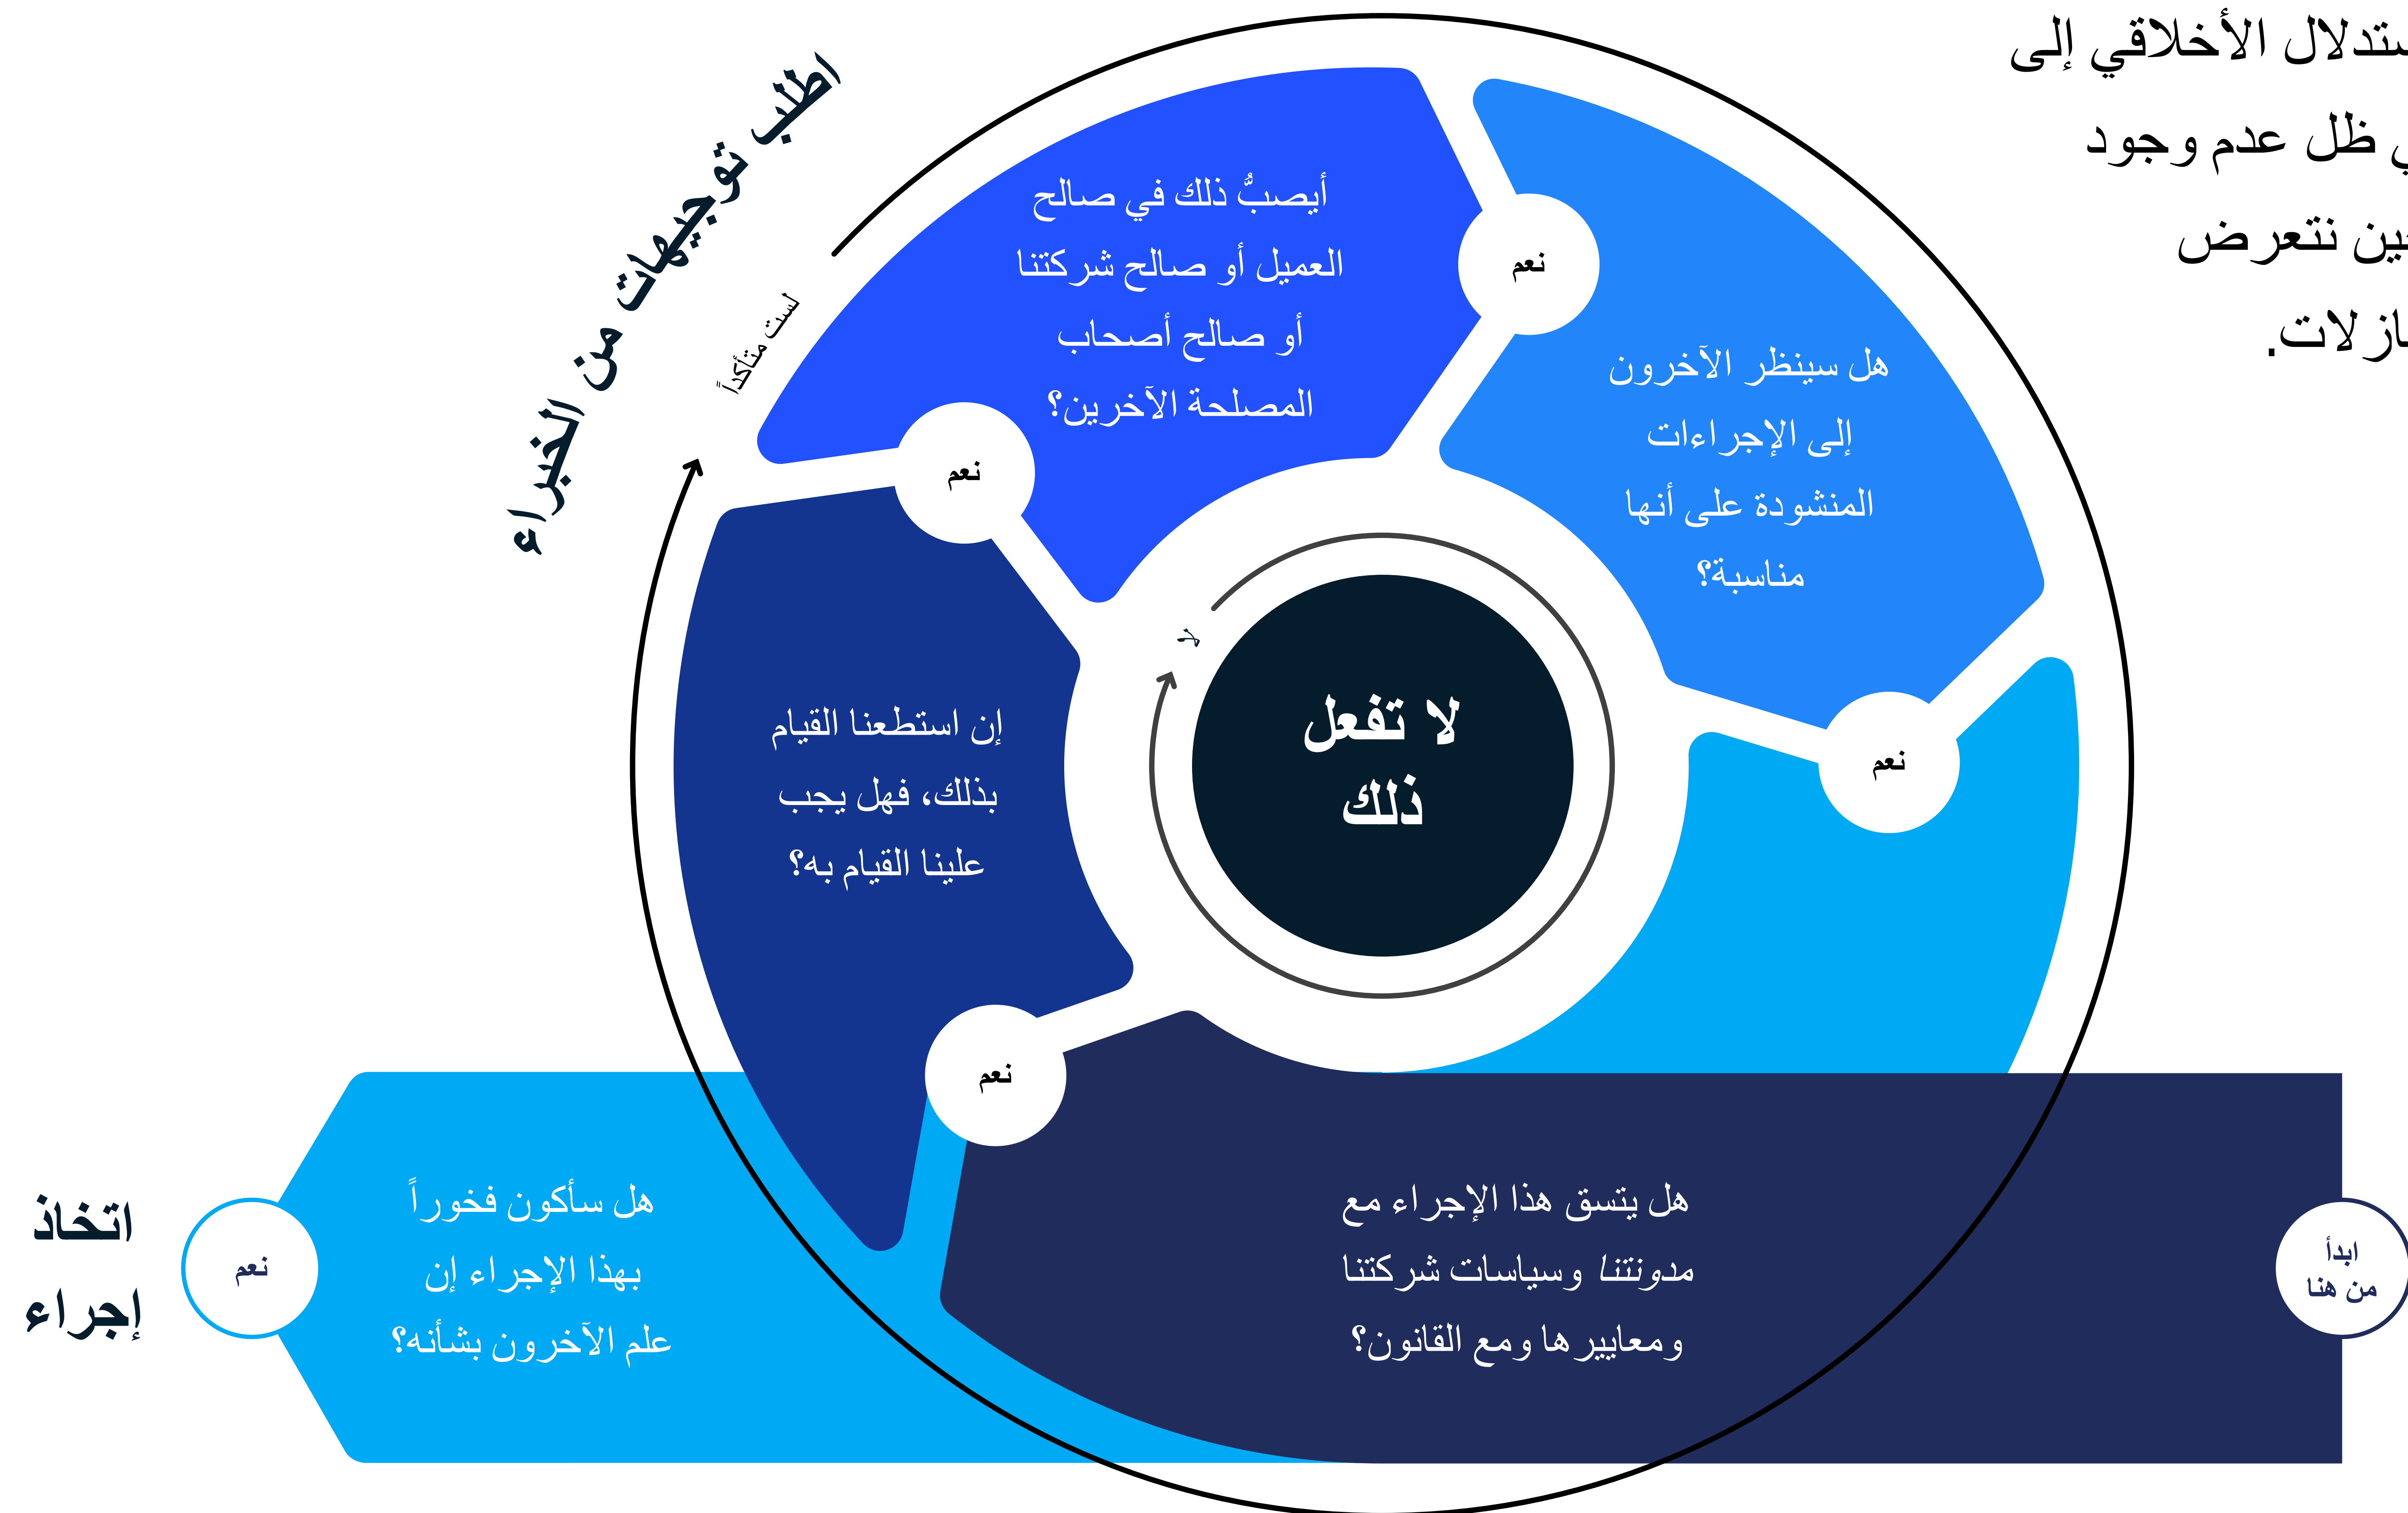 الأخلاقي إلى
ظل عدم وجود
نتعرض
ابدأ
من هنا
هل يتسق هذا الإجراء مع
مدونتنا وسياسات شركتنا
ومعاييرها ومع القانون؟
نعم
إن استطعنا القيام
بذلك، فهل يجب
علينا القيام به؟
نعم
أيصبُّ ذلك في صالح
العميل أو صالح شركتنا
أو صالح أصحاب
المصلحة الآخرين؟
نعم
هل سينظر الآخرون
إلى الإجراءات
المنشودة على أنها
مناسبة؟
نعم
هل سأكون فخوراً
بهذا الإجراء إن
علم الآخرون بشأنه؟
نعم
اتخاذ
إجراء
لا
لا تفعل
ذلك
لست متأكداً
اطلب توجيهات من الخبراء